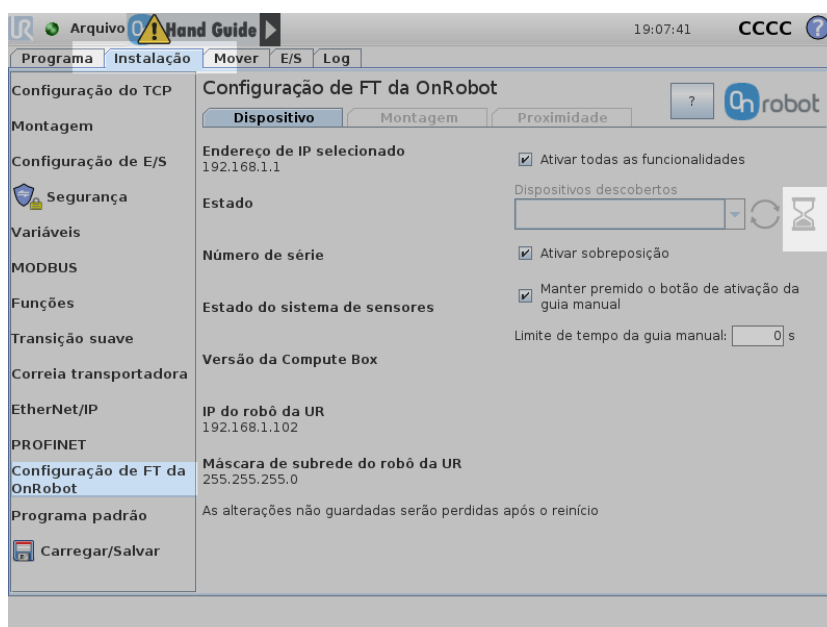 UR Arquivo On Hand Guide 19:07:41 CCCC ?
Programa Instalação Mover E/S Log
Configuração do TCP
Montagem
Configuração de E/S
Segurança
Variáveis
MODBUS
Funções
Transição suave
Correia transportadora
EtherNet/IP
PROFINET
Configuração de FT da
OnRobot
Programa padrão
Carregar/Salvar
Configuração de FT da OnRobot
? On robot
Dispositivo Montagem Proximidade
Endereço de IP selecionado
192.168.1.1
Estado
Número de série
Estado do sistema de sensores
Versão da Compute Box
IP do robô da UR
192.168.1.102
Máscara de subrede do robô da UR
255.255.255.0
As alterações não guardadas serão perdidas após o reinício
Ativar todas as funcionalidades
Dispositivos descobertos
Ativar sobreposição
Manter premido o botão de ativação da
guia manual
Limite de tempo da guia manual: 0 s